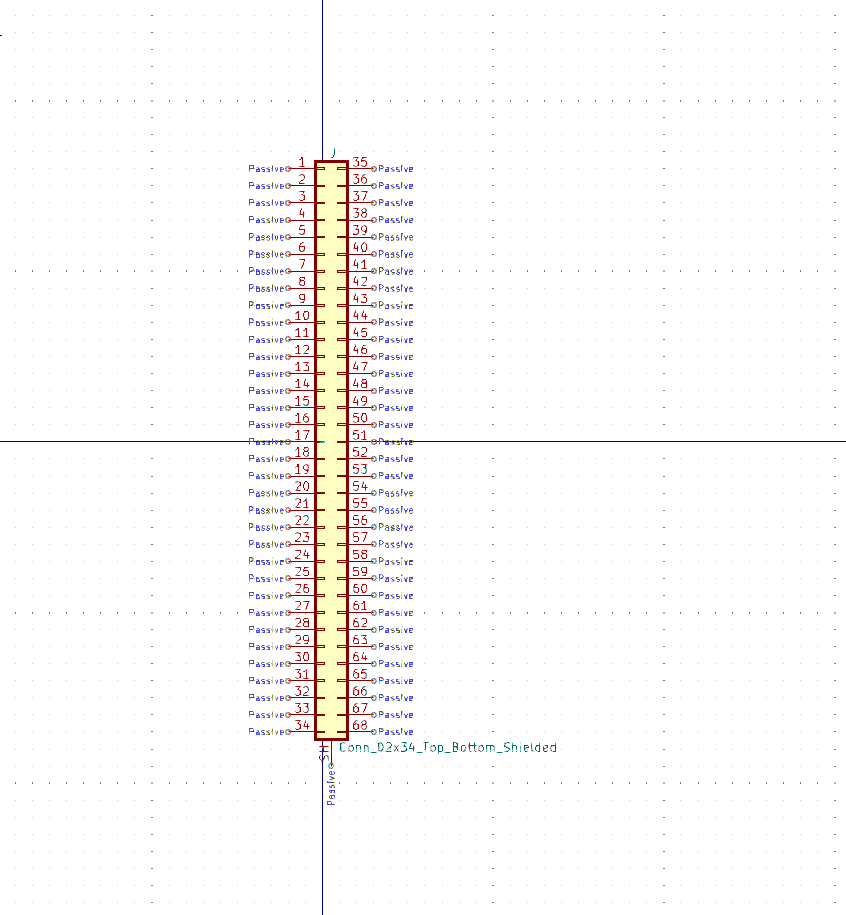 J
Passive 1 35 Passive
Passive 2 36 Passive
Passive 3 37 Passive
Passive 4 38 Passive
Passive 5 39 Passive
Passive 6 40 Passive
Passive 7 41 Passive
Passive 8 42 Passive
Passive 9 43 Passive
Passive 10 44 Passive
Passive 11 45 Passive
Passive 12 46 Passive
Passive 13 47 Passive
Passive 14 48 Passive
Passive 15 49 Passive
Passive 16 50 Passive
Passive 17 51 Passive
Passive 18 52 Passive
Passive 19 53 Passive
Passive 20 54 Passive
Passive 21 55 Passive
Passive 22 56 Passive
Passive 23 57 Passive
Passive 24 58 Passive
Passive 25 59 Passive
Passive 26 60 Passive
Passive 27 61 Passive
Passive 28 62 Passive
Passive 29 63 Passive
Passive 30 64 Passive
Passive 31 65 Passive
Passive 32 66 Passive
Passive 33 67 Passive
Passive 34 68 Passive
SH Conn_02x34_Top_Bottom_Shielded
Passive